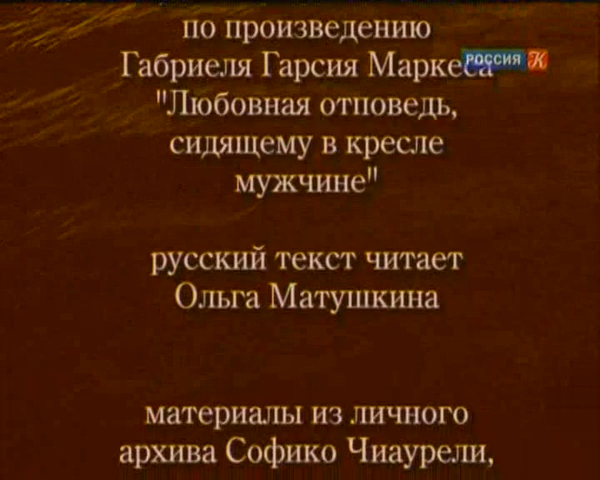 по произведению
Габриеля Гарсия Маркеса
РОССИЯ К
"Любовная отповедь,
сидящему в кресле
мужчине"
русский текст читает
Ольга Матушкина
материалы из личного
архива Софико Чиаурели,